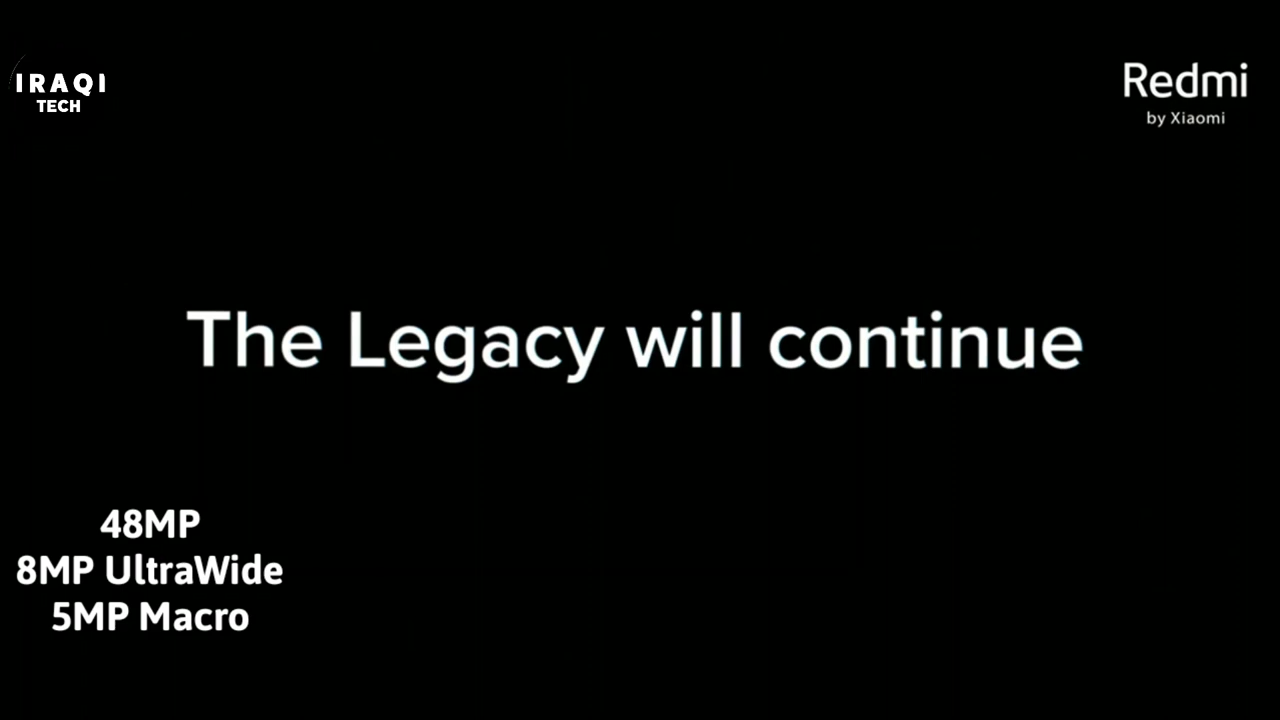 IRAQI
TECH
Redmi
by Xiaomi
The Legacy will continue
48MP
8MP UltraWide
5MP Macro